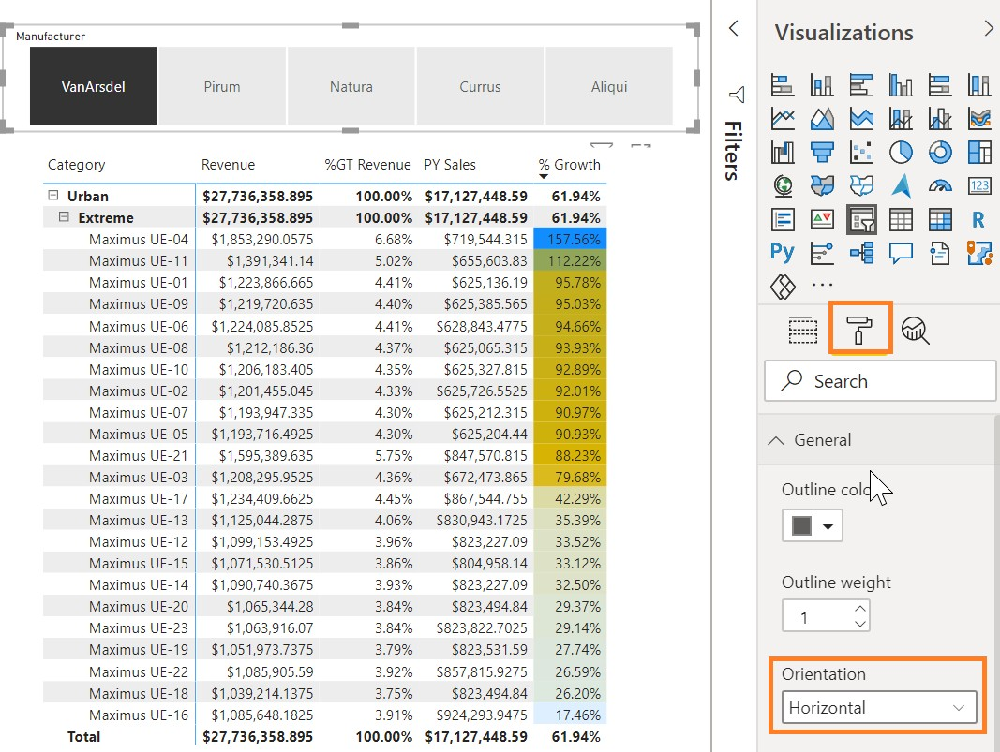 Manufacturer
VanArsdel Pirum Natura Currus Aliqui
Category Revenue %GT Revenue PY Sales % Growth
Urban $27,736,358.895 100.00% $17,127,448.59 61.94%
Extreme $27,736,358.895 100.00% $17,127,448.59 61.94%
Maximus UE-04 $1,853,290.0575 6.68% $719,544.315 157.56%
Maximus UE-11 $1,391,341.14 5.02% $655,603.83 112.22%
Maximus UE-01 $1,223,866.665 4.41% $625,136.19 95.78%
Maximus UE-09 $1,219,720.635 4.40% $625,385.565 95.03%
Maximus UE-06 $1,224,085.8525 4.41% $628,843.4775 94.66%
Maximus UE-08 $1,212,186.36 4.37% $625,065.315 93.93%
Maximus UE-10 $1,206,183.405 4.35% $625,327.815 92.89%
Maximus UE-02 $1,201,455.045 4.33% $625,726.5525 92.01%
Maximus UE-07 $1,193,947.335 4.30% $625,212.315 90.97%
Maximus UE-05 $1,193,716.4925 4.30% $625,204.44 90.93%
Maximus UE-21 $1,595,389.635 5.75% $847,570.815 88.23%
Maximus UE-03 $1,208,295.9525 4.36% $672,473.865 79.68%
Maximus UE-17 $1,234,409.6625 4.45% $867,544.755 42.29%
Maximus UE-13 $1,125,044.2875 4.06% $830,943.1725 35.39%
Maximus UE-12 $1,099,153.4925 3.96% $823,227.09 33.52%
Maximus UE-15 $1,071,530.5125 3.86% $804,958.14 33.12%
Maximus UE-14 $1,090,740.3675 3.93% $823,227.09 32.50%
Maximus UE-20 $1,065,344.28 3.84% $823,494.84 29.37%
Maximus UE-23 $1,063,916.07 3.84% $823,822.7025 29.14%
Maximus UE-19 $1,051,973.7375 3.79% $823,531.59 27.74%
Maximus UE-22 $1,085,905.59 3.92% $857,815.9275 26.59%
Maximus UE-18 $1,039,214.1375 3.75% $823,494.84 26.20%
Maximus UE-16 $1,085,648.1825 3.91% $924,293.9475 17.46%
Total $27,736,358.895 100.00% $17,127,448.59 61.94%
Filters
Visualizations
123
R
Py
Search
General
Outline colo
Outline weight
1
Orientation
Horizontal